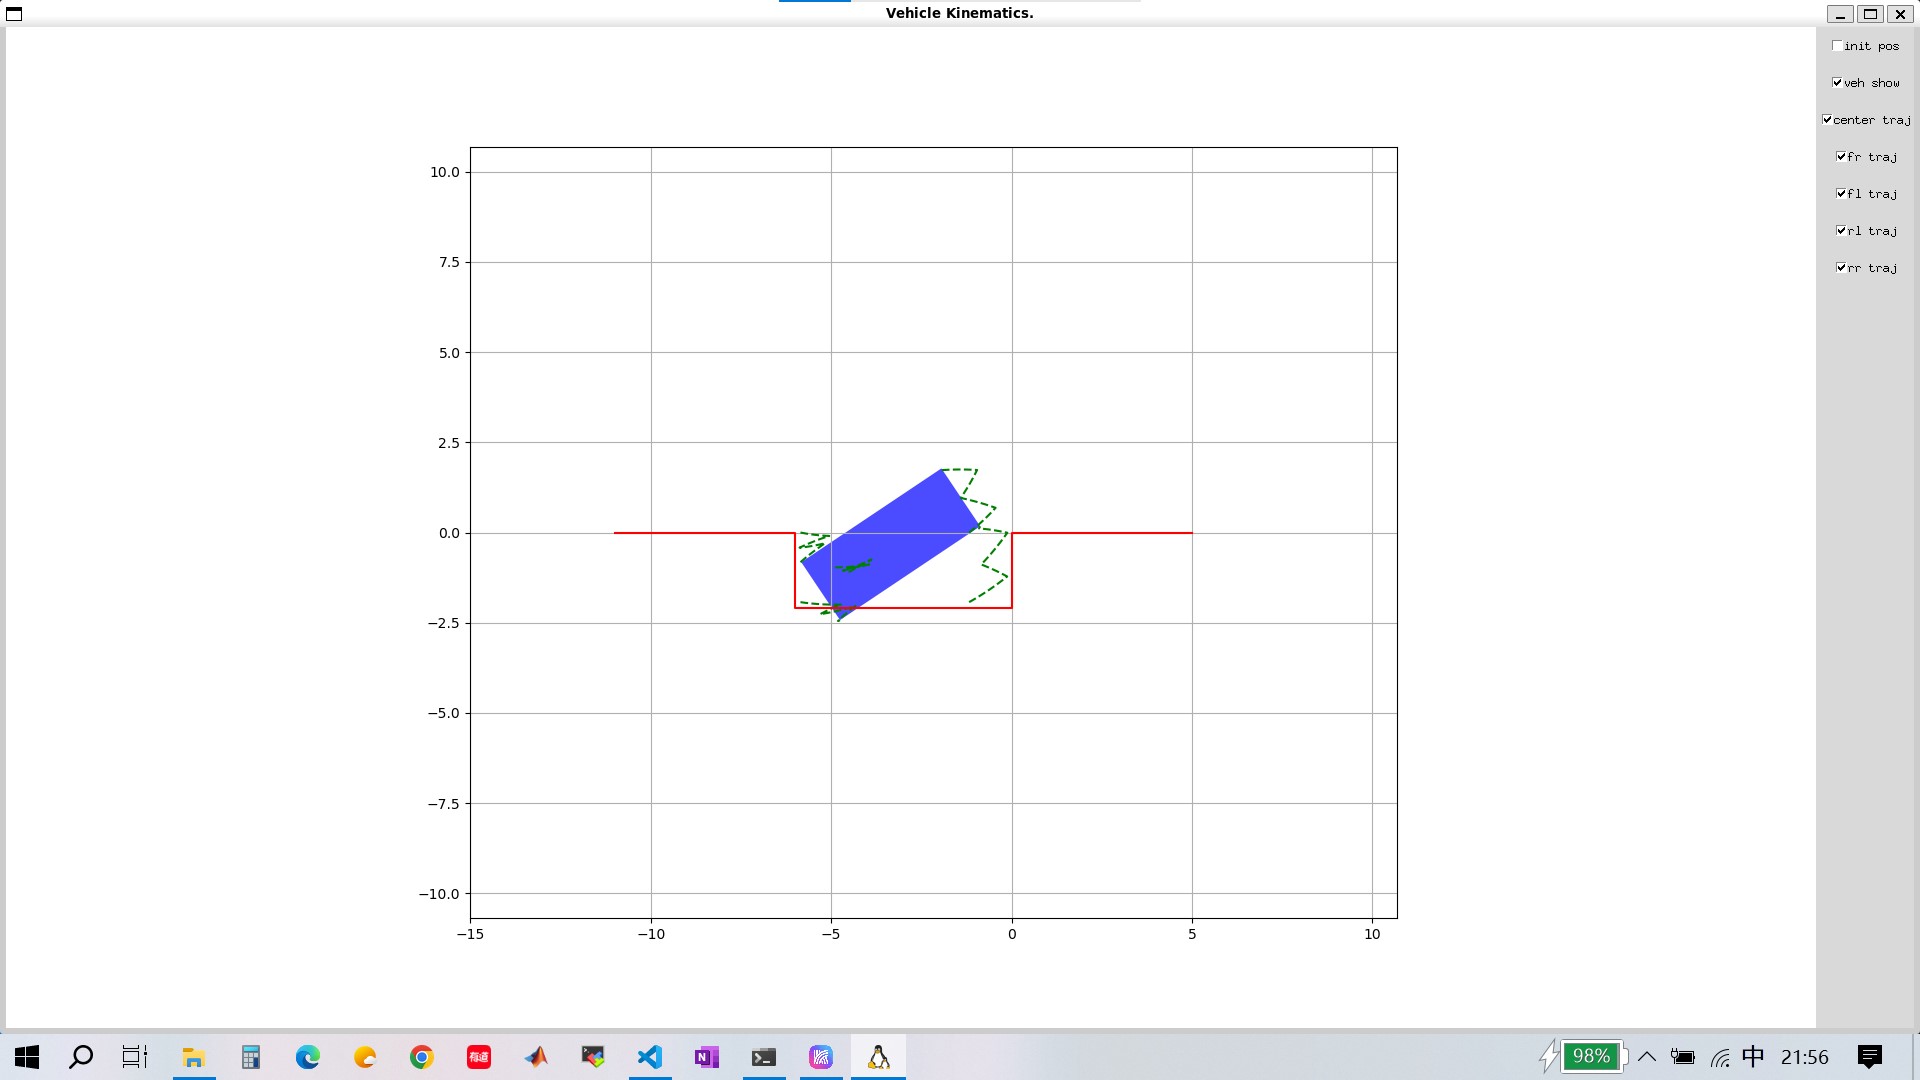 Vehicle Kinematics.
init pos
veh show
center traj
fr traj
fl traj
rl traj
rr traj
10.0
7.5
5.0
2.5
0.0
−2.5
−5.0
−7.5
−10.0
−15
−10
−5
0
5
10
有道
N
98%
中
21:56